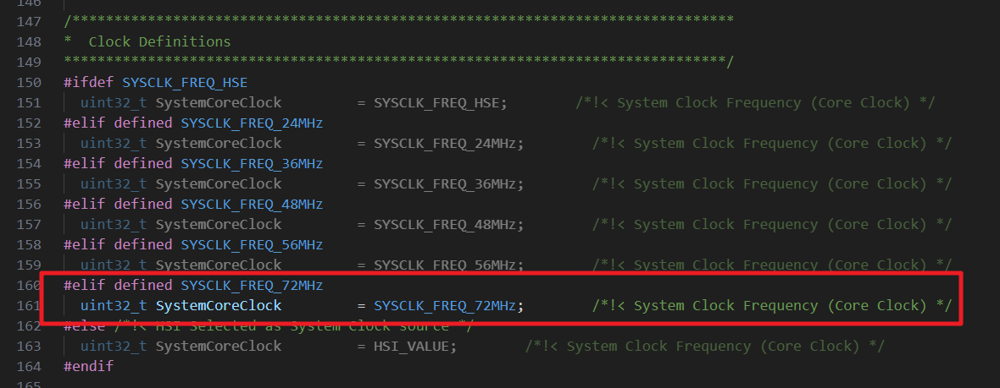 146
147 /*******************************************************************************
148 *  Clock Definitions
149 *******************************************************************************/
150 #ifdef SYSCLK_FREQ_HSE
151   uint32_t SystemCoreClock         = SYSCLK_FREQ_HSE;        /*!< System Clock Frequency (Core Clock) */
152 #elif defined SYSCLK_FREQ_24MHz
153   uint32_t SystemCoreClock         = SYSCLK_FREQ_24MHz;        /*!< System Clock Frequency (Core Clock) */
154 #elif defined SYSCLK_FREQ_36MHz
155   uint32_t SystemCoreClock         = SYSCLK_FREQ_36MHz;        /*!< System Clock Frequency (Core Clock) */
156 #elif defined SYSCLK_FREQ_48MHz
157   uint32_t SystemCoreClock         = SYSCLK_FREQ_48MHz;        /*!< System Clock Frequency (Core Clock) */
158 #elif defined SYSCLK_FREQ_56MHz
159   uint32_t SystemCoreClock         = SYSCLK_FREQ_56MHz;        /*!< System Clock Frequency (Core Clock) */
160 #elif defined SYSCLK_FREQ_72MHz
161   uint32_t SystemCoreClock         = SYSCLK_FREQ_72MHz;        /*!< System Clock Frequency (Core Clock) */
162 #else /*!< HSI Selected as System Clock source */
163   uint32_t SystemCoreClock         = HSI_VALUE;        /*!< System Clock Frequency (Core Clock) */
164 #endif
165